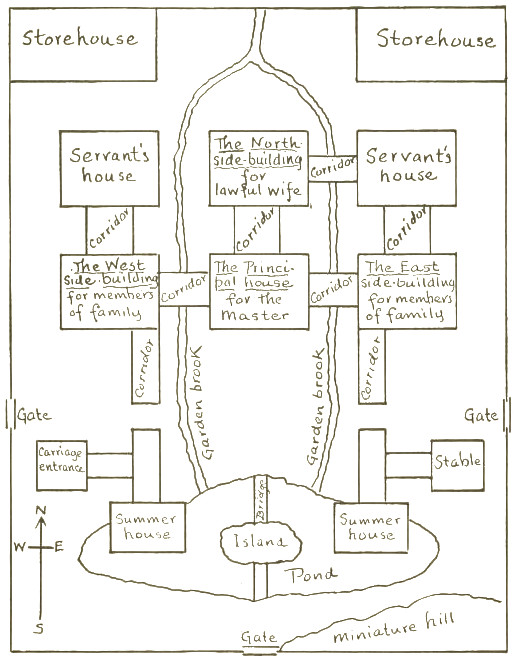 Storehouse
Storehouse
Servant's
house
The North-
side-building
for
lawful wife
Corridor
Servant's
house
Corridor
Corridor
Corridor
The West
side-building
for members
of family
Corridor
The Princi-
pal house
for the
Master
Corridor
The East
side-building
for members
of family
Corridor
Garden brook
Garden brook
Corridor
Gate
Gate
Carriage
entrance
Stable
Summer
house
Bridge
Summer
house
Island
Pond
N
W
E
S
Gate
miniature hill